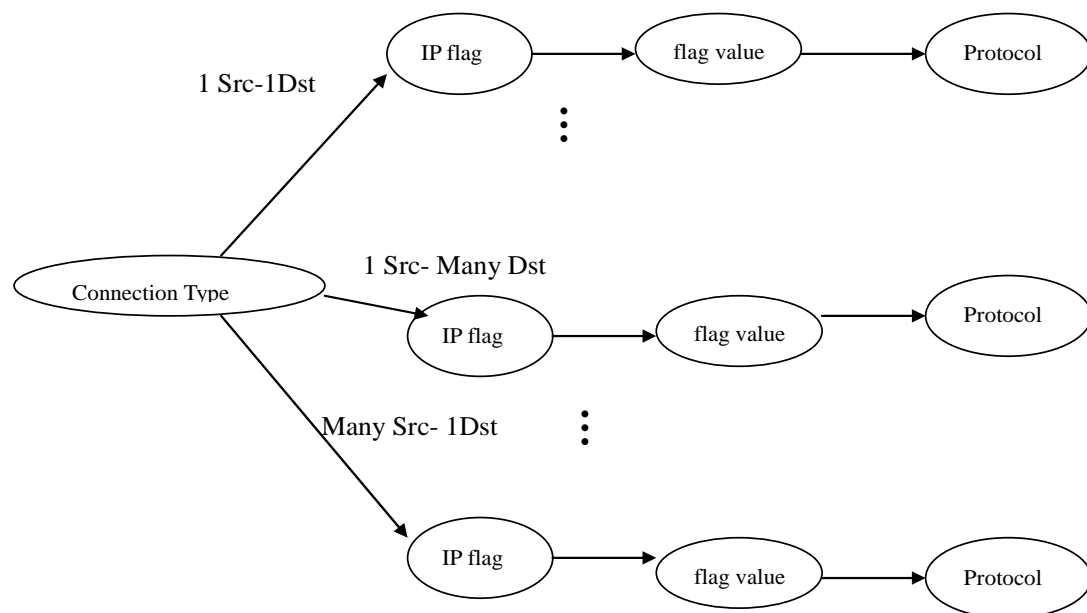 IP flag
flag value
Protocol
1 Src-1Dst
1 Src- Many Dst
Connection Type
IP flag
flag value
Protocol
Many Src- 1Dst
IP flag
flag value
Protocol